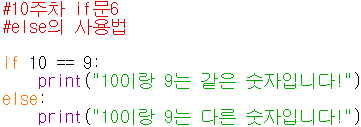 #10주차 if문6
#else의 사용법
if 10 == 9:
    print("10이랑 9는 같은 숫자입니다!")
else:
    print("10이랑 9는 다른 숫자입니다!")